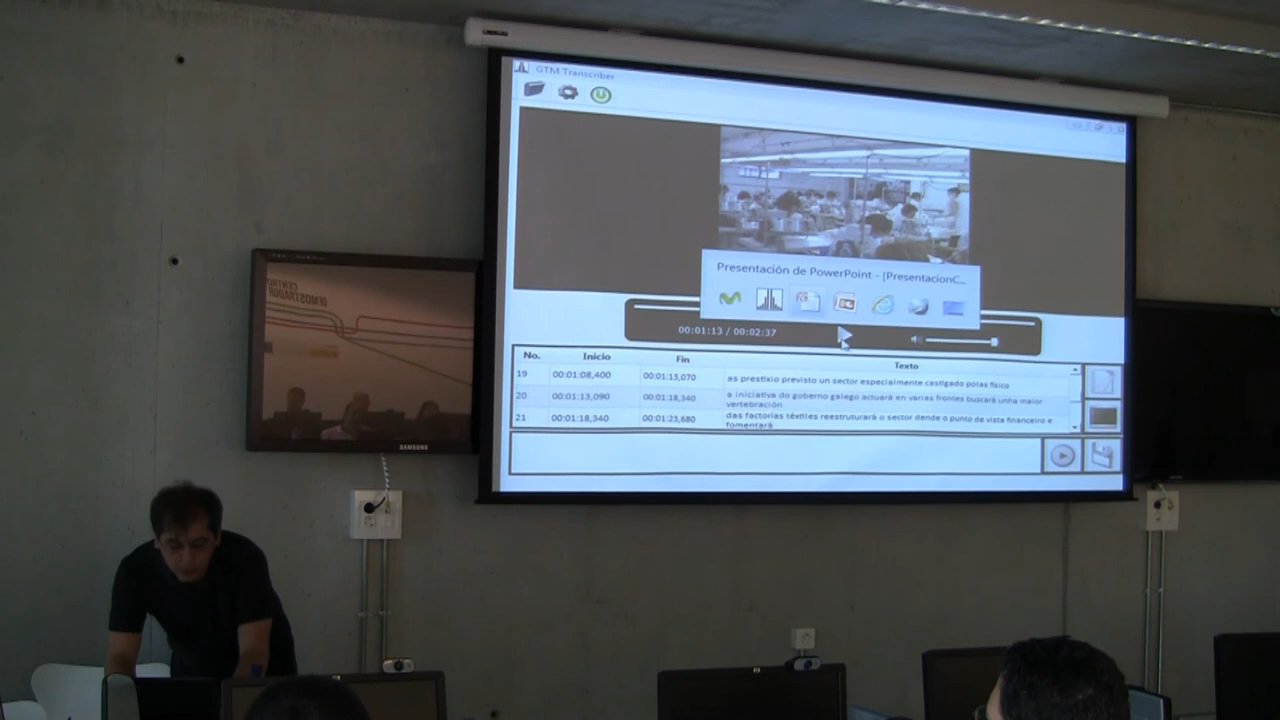 GTM Transcriber
Presentación de PowerPoint - [PresentacionC...
00:01:13 / 00:02:37
No. Inicio Fin Texto
19 00:01:08,400 00:01:13,070 as prestixio previsto un sector especialmente castigado polas físico
20 00:01:13,090 00:01:18,340 a iniciativa do goberno galego actuará en varias frontes buscará unha maior
vertebración
21 00:01:18,340 00:01:23,680 das factorías téxtiles reestruturará o sector dende o punto de vista financeiro e
fomentará
CENTRO
DEMOSTRADOR
SAMSUNG